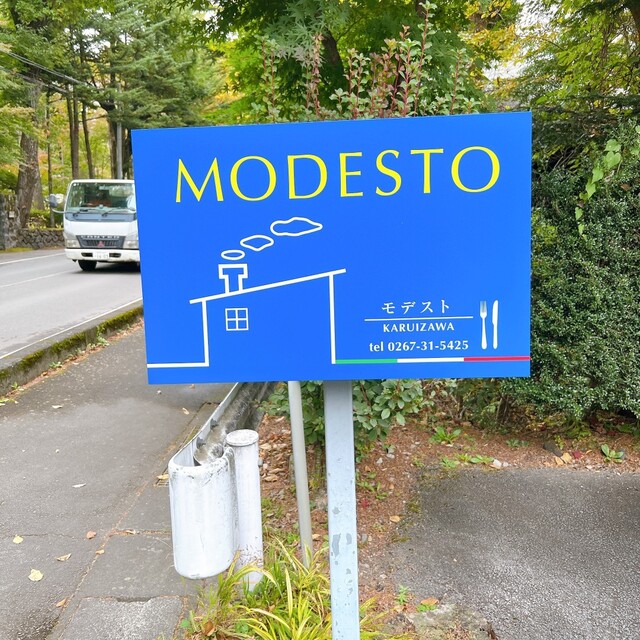 MODESTO
モデスト
KARUIZAWA
tel 0267-31-5425